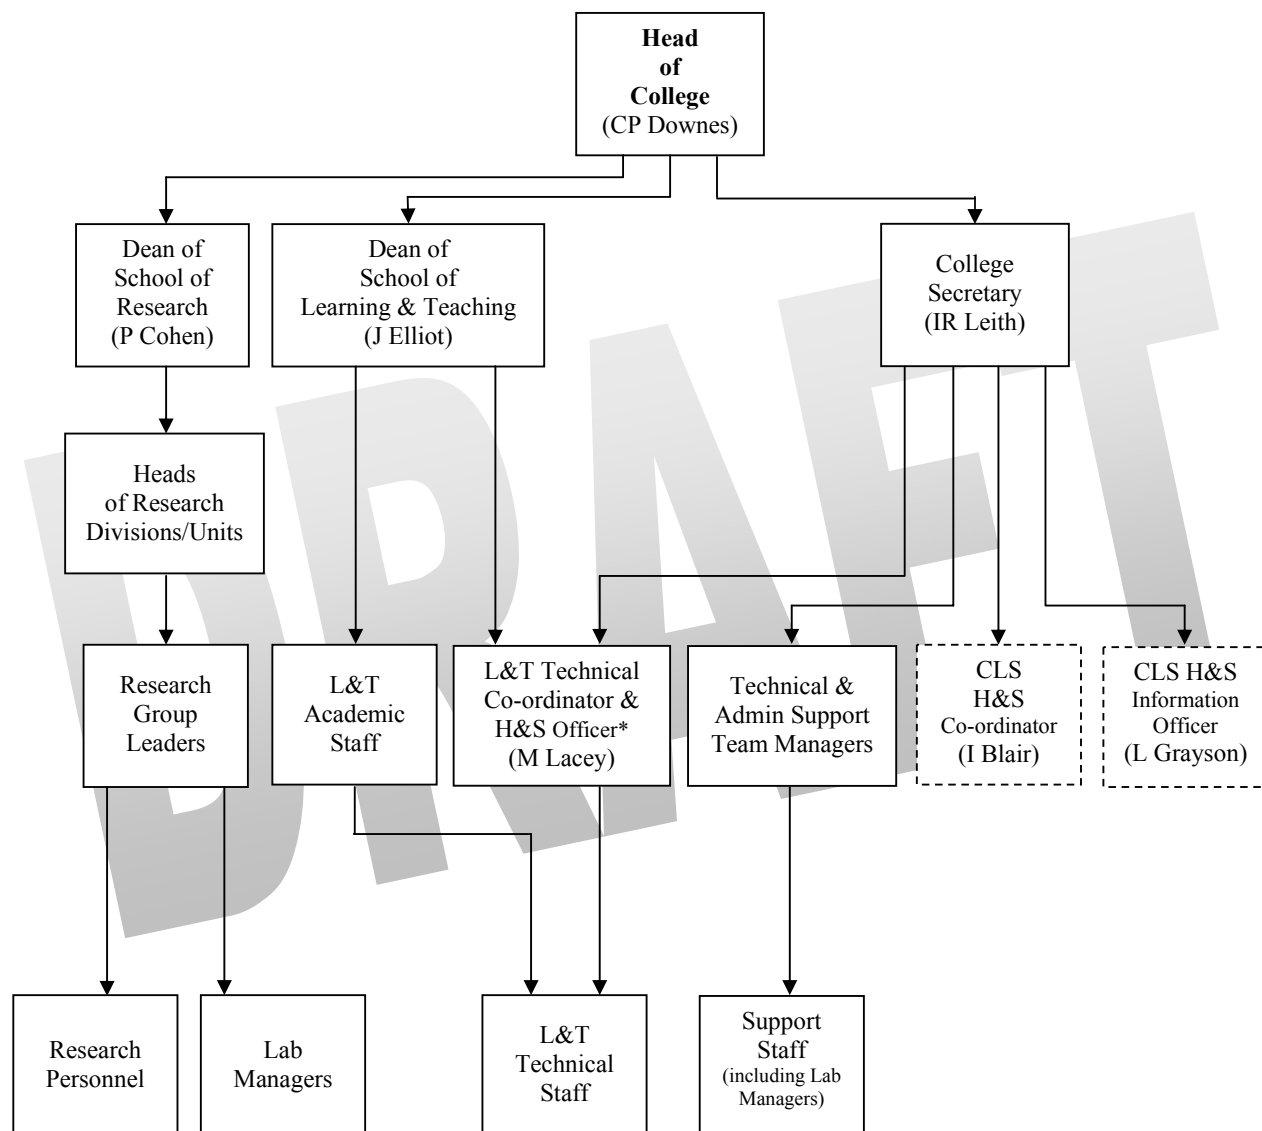 Head
of
College
(CP Downes)
Dean of
School of
Research
(P Cohen)
Dean of
School of
Learning & Teaching
(J Elliot)
College
Secretary
(IR Leith)
Heads
of Research
Divisions/Units
Research
Group
Leaders
L&T
Academic
Staff
L&T Technical
Co-ordinator &
H&S Officer*
(M Lacey)
Technical &
Admin Support
Team Managers
CLS
H&S
Co-ordinator
(I Blair)
CLS H&S
Information
Officer
(L Grayson)
Research
Personnel
Lab
Managers
L&T
Technical
Staff
Support
Staff
(including Lab
Managers)
DRAFT